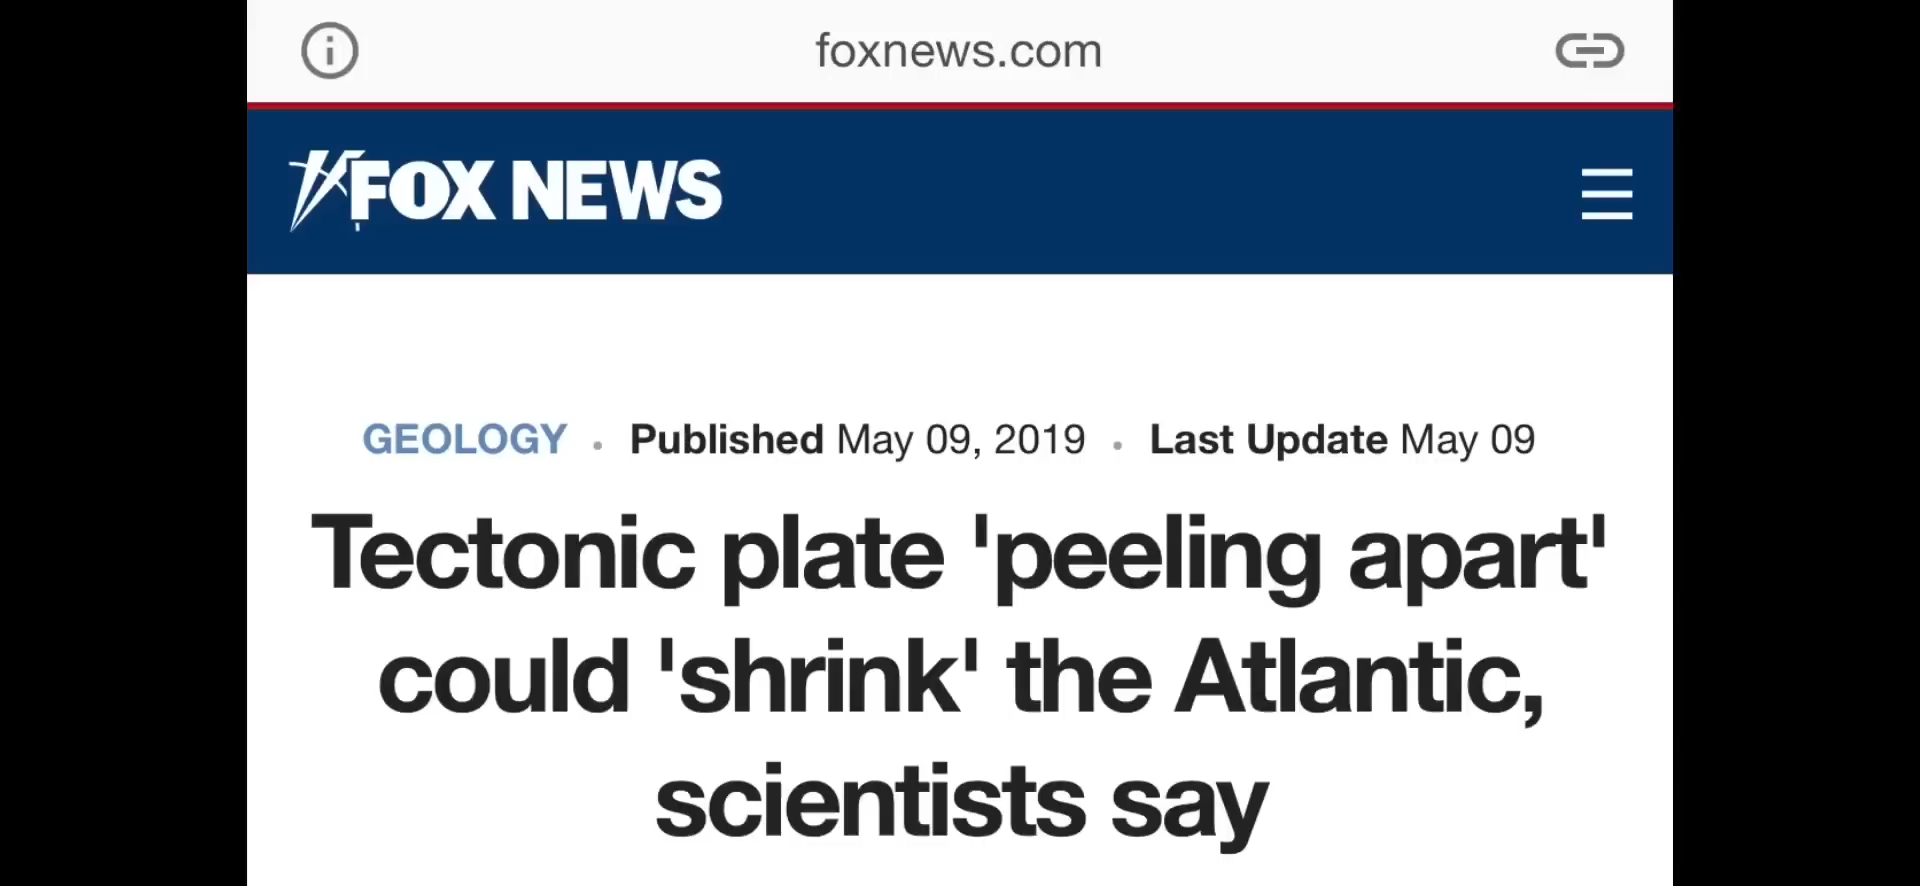 foxnews.com
FOX NEWS
GEOLOGY . Published May 09, 2019 . Last Update May 09
Tectonic plate 'peeling apart'
could 'shrink' the Atlantic,
scientists say